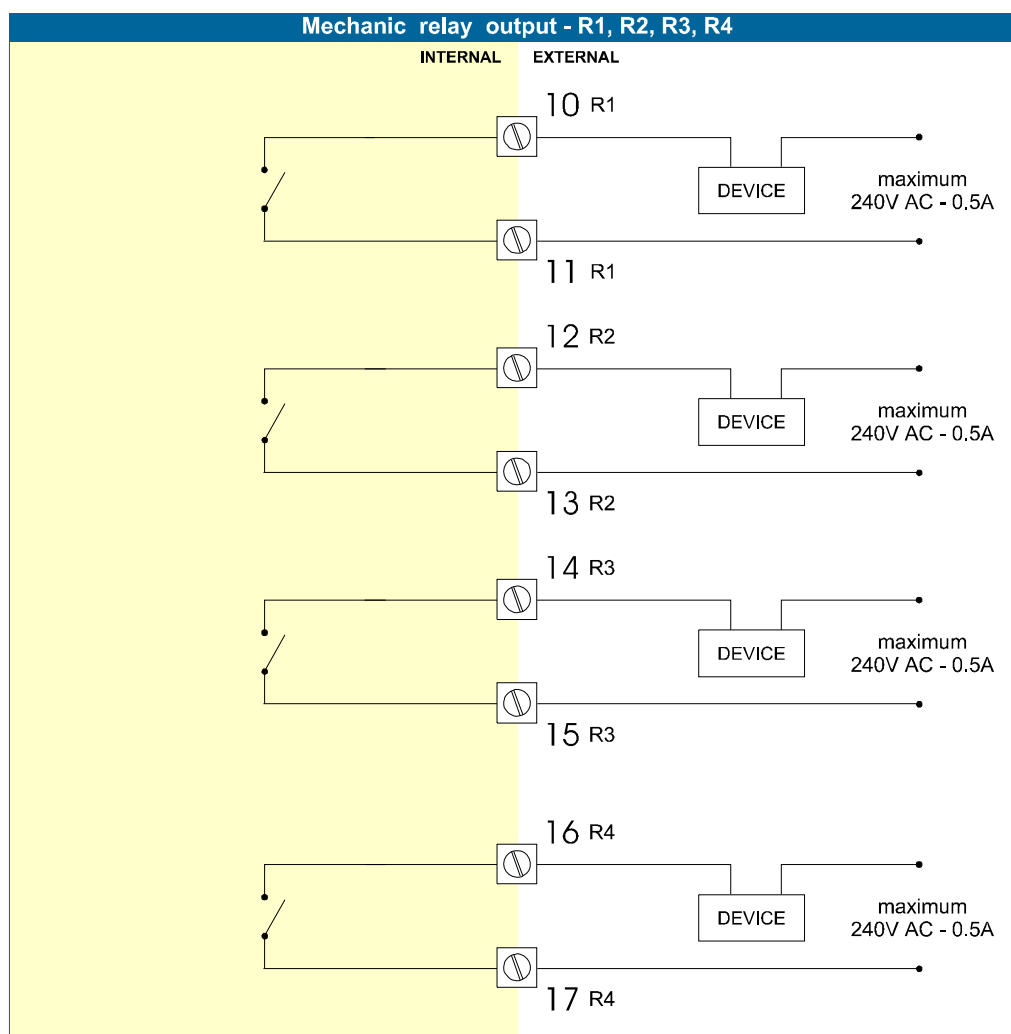 Mechanic relay output - R1, R2, R3, R4
INTERNAL EXTERNAL
10 R1
DEVICE
maximum
240V AC - 0.5A
11 R1
12 R2
DEVICE
maximum
240V AC - 0.5A
13 R2
14 R3
DEVICE
maximum
240V AC - 0.5A
15 R3
16 R4
DEVICE
maximum
240V AC - 0.5A
17 R4